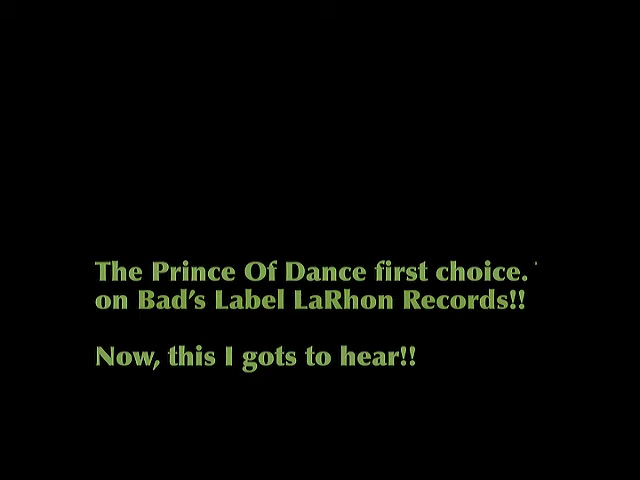 The Prince Of Dance first choice. '
on Bad's Label LaRhon Records!!
Now, this I gots to hear!!